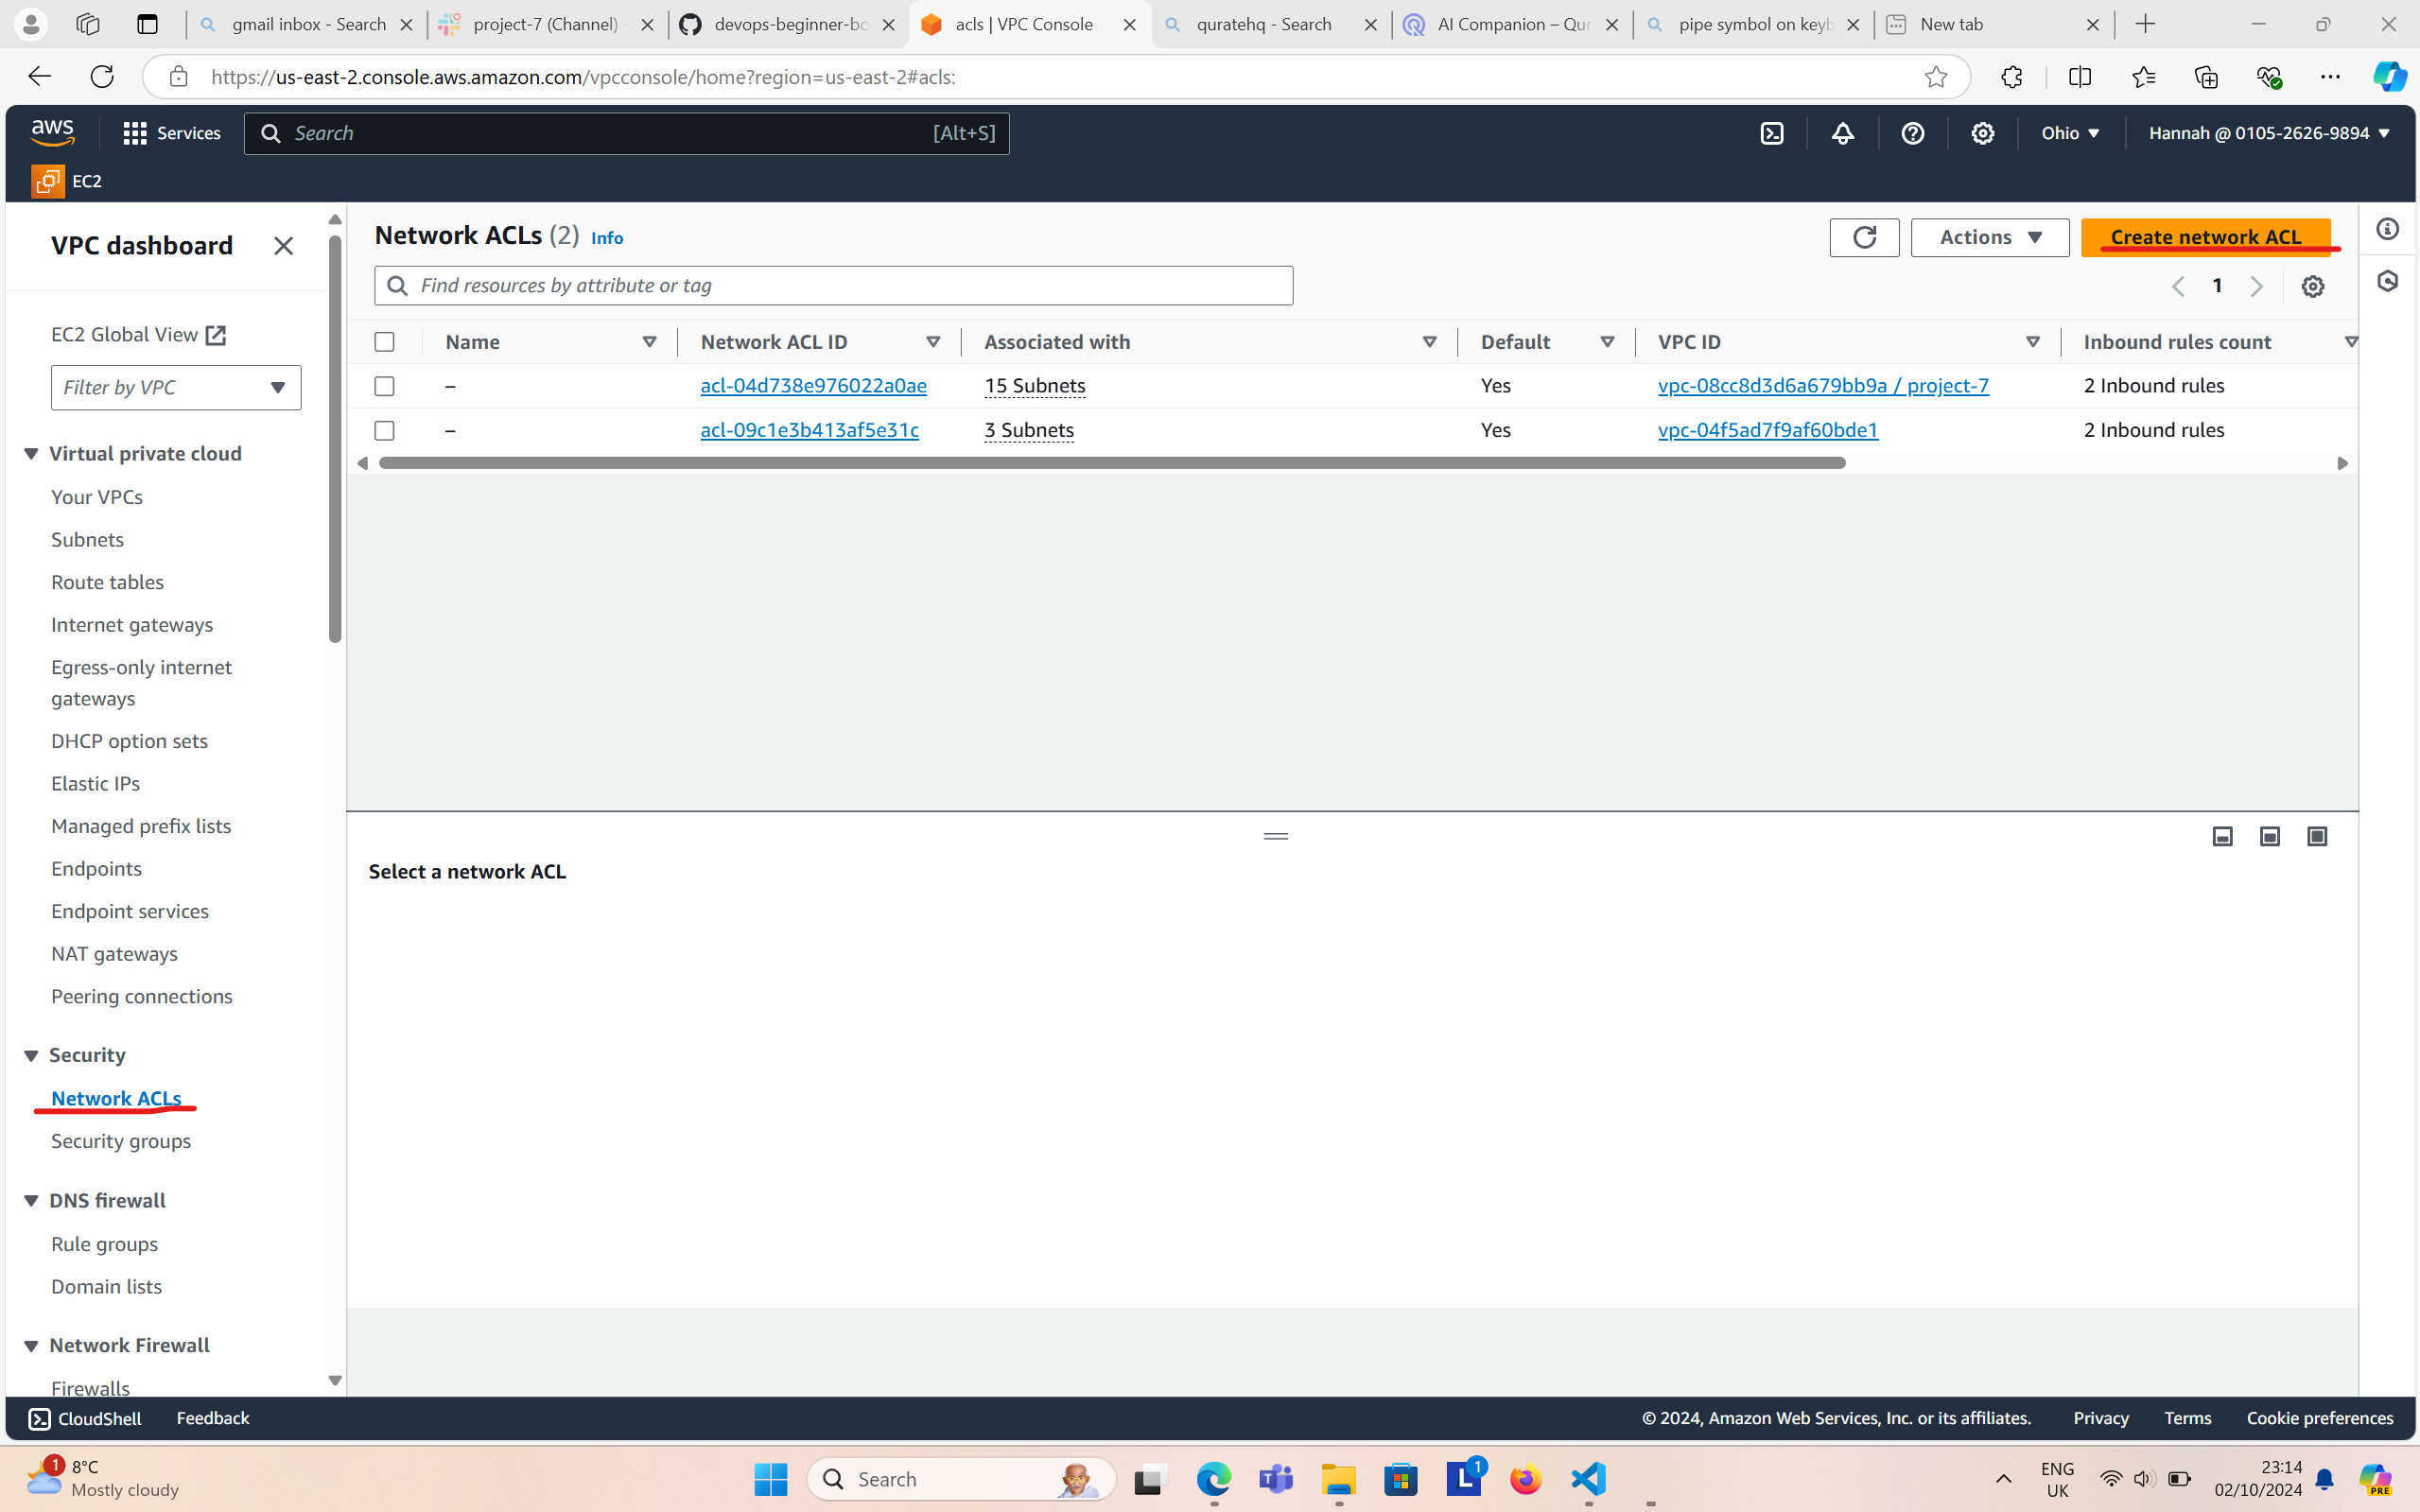 gmail inbox - Search
project-7 (Channel) -
devops-beginner-bo
acls | VPC Console
quratehq - Search
AI Companion – Qur
pipe symbol on keyb
New tab
https://us-east-2.console.aws.amazon.com/vpcconsole/home?region=us-east-2#acls:
aws
Services
Search
[Alt+S]
Ohio
Hannah @ 0105-2626-9894
EC2
VPC dashboard
EC2 Global View
Filter by VPC
Virtual private cloud
Your VPCs
Subnets
Route tables
Internet gateways
Egress-only internet
gateways
DHCP option sets
Elastic IPs
Managed prefix lists
Endpoints
Endpoint services
NAT gateways
Peering connections
Security
Network ACLs
Security groups
DNS firewall
Rule groups
Domain lists
Network Firewall
Firewalls
Network ACLs (2) Info
Actions
Create network ACL
Find resources by attribute or tag
1
Name Network ACL ID Associated with Default VPC ID Inbound rules count
– acl-04d738e976022a0ae 15 Subnets Yes vpc-08cc8d3d6a679bb9a / project-7 2 Inbound rules
– acl-09c1e3b413af5e31c 3 Subnets Yes vpc-04f5ad7f9af60bde1 2 Inbound rules
Select a network ACL
CloudShell Feedback
© 2024, Amazon Web Services, Inc. or its affiliates. Privacy Terms Cookie preferences
1
8°C
Mostly cloudy
Search
L
1
ENG
UK
23:14
02/10/2024
PRE